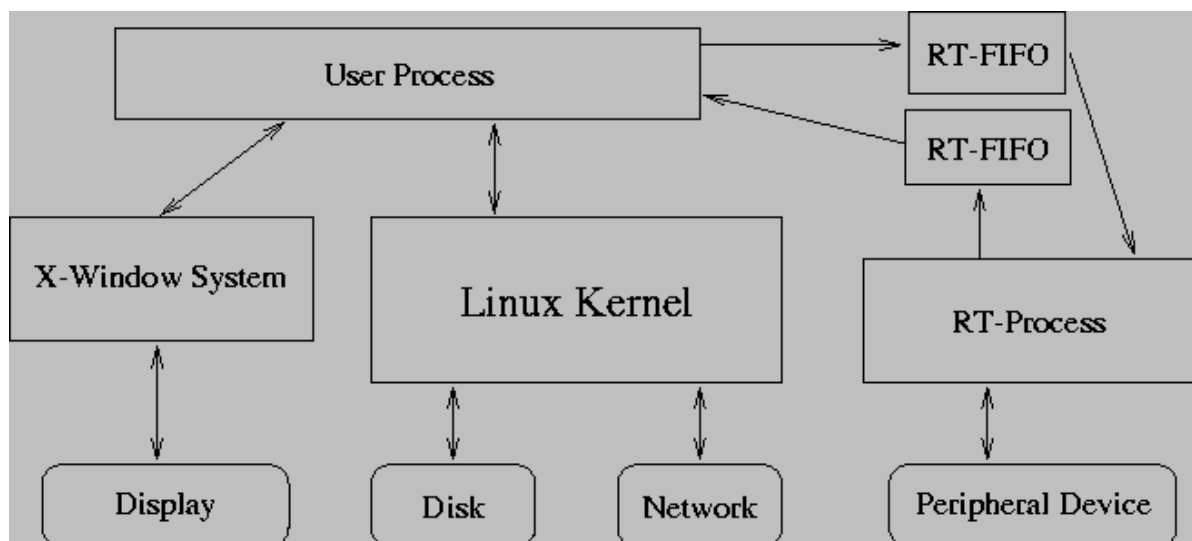 User Process
RT-FIFO
RT-FIFO
X-Window System
Linux Kernel
RT-Process
Display
Disk
Network
Peripheral Device